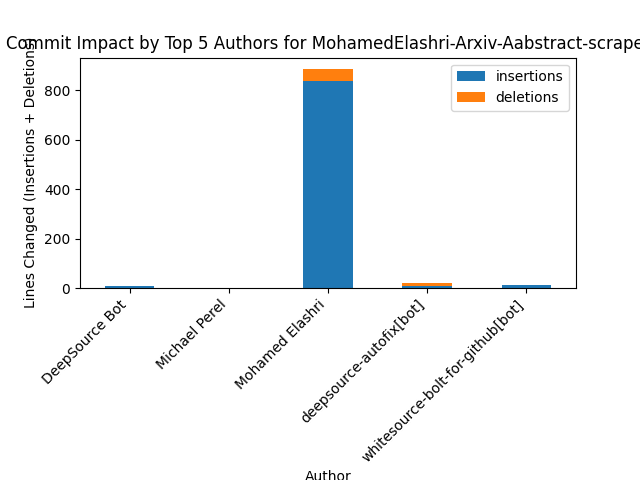 Commit Impact by Top 5 Authors for MohamedElashri-Arxiv-Aabstract-scrape
Lines Changed (Insertions + Deletions)
insertions
deletions
800
600
400
200
0
DeepSource Bot
Michael Perel
Mohamed Elashri
deepsource-autofix[bot]
whitesource-bolt-for-github[bot]
Author